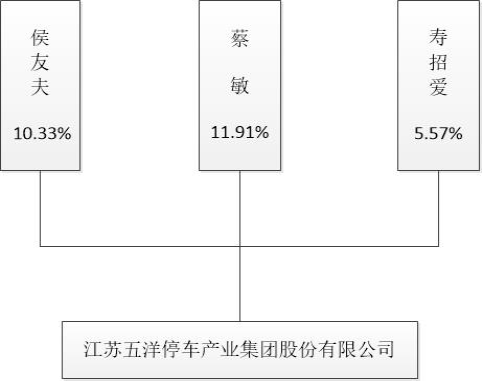 侯友夫
10.33%
蔡敏
11.91%
寿招爱
5.57%
江苏五洋停车产业集团股份有限公司